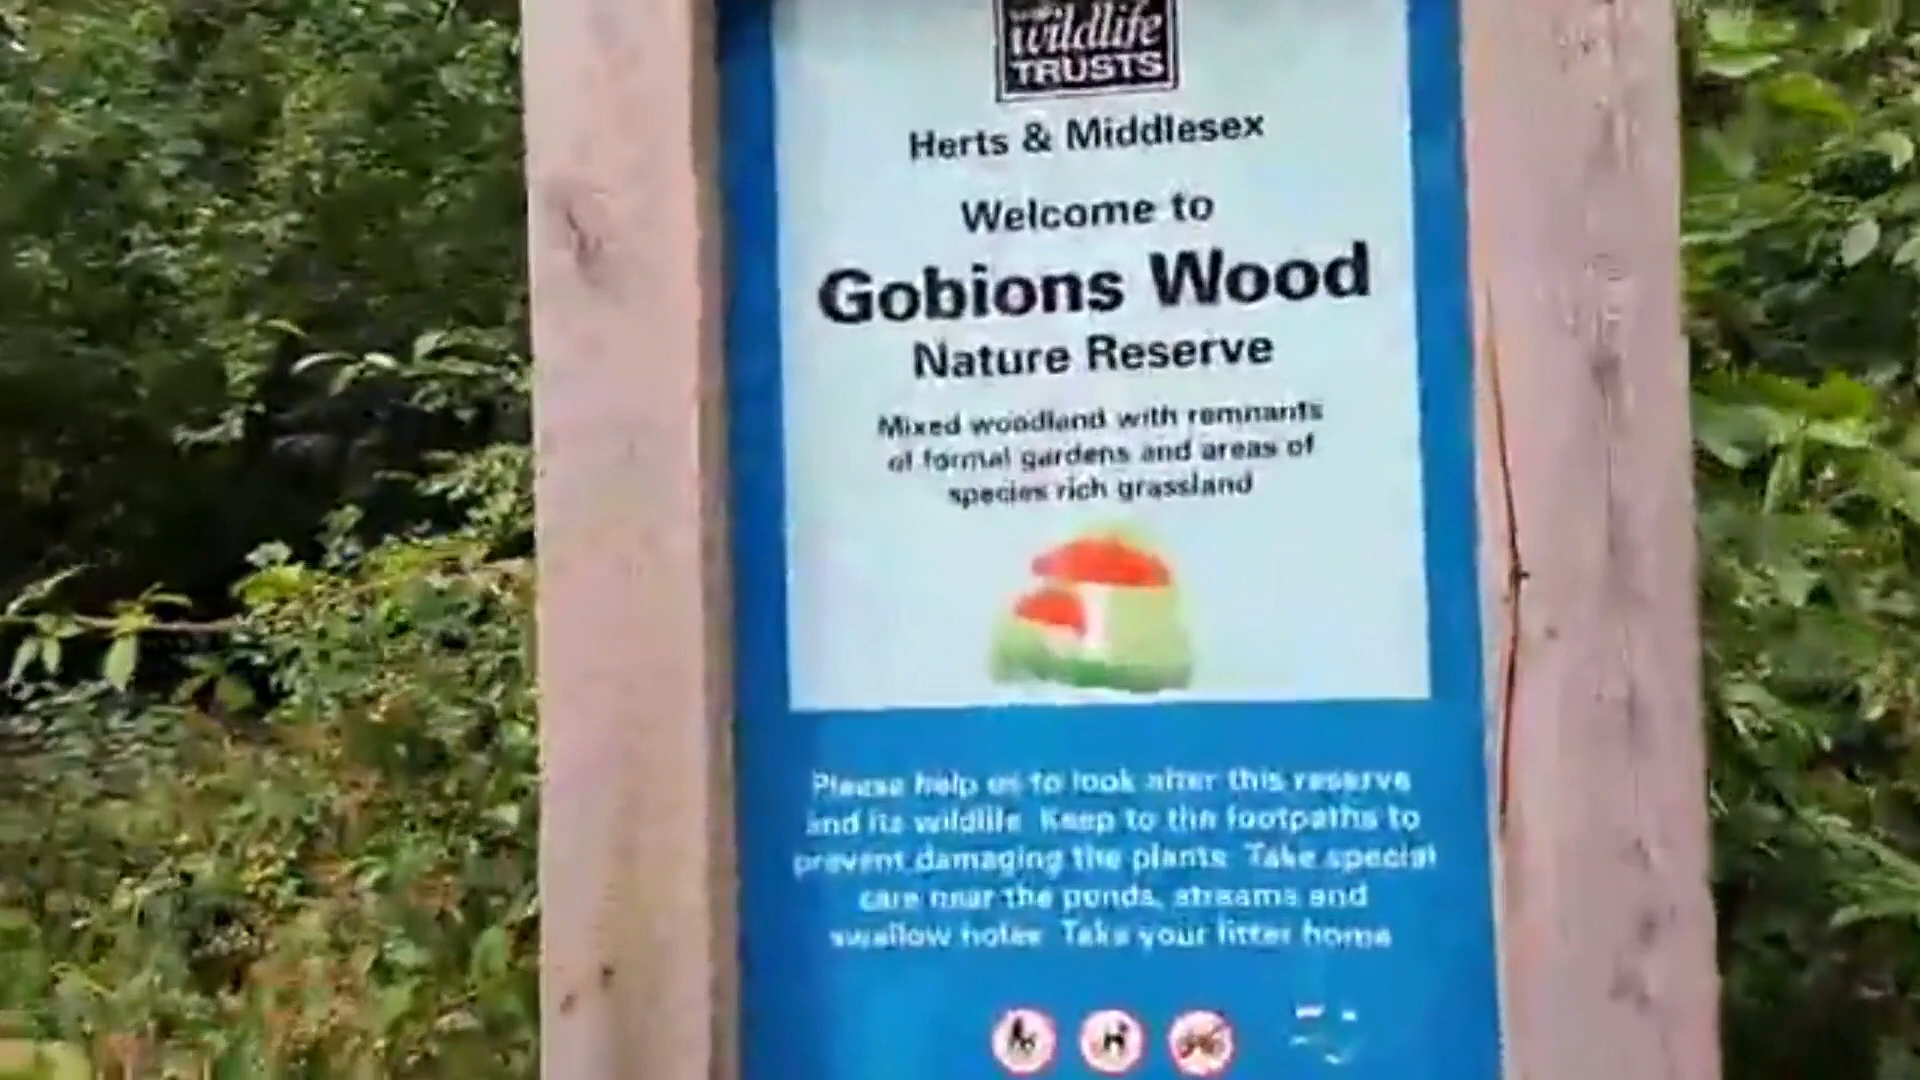 wildlife
TRUSTS
Herts & Middlesex
Welcome to
Gobions Wood
Nature Reserve
Mixed woodland with remnants
of formal gardens and areas of
species rich grassland
Please help us to look after this reserve
and its wildlife. Keep to the footpaths to
prevent damaging the plants. Take special
care near the ponds, streams and
swallow holes. Take your litter home